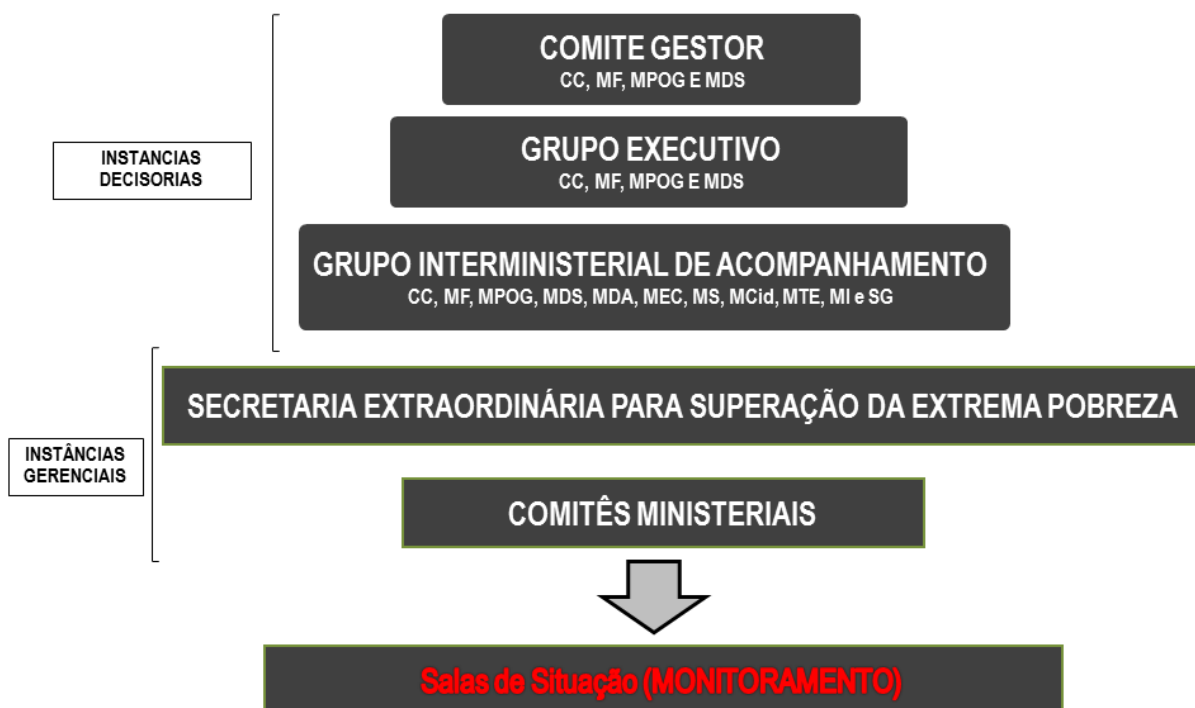 COMITE GESTOR
CC, MF, MPOG E MDS
GRUPO EXECUTIVO
CC, MF, MPOG E MDS
INSTANCIAS
DECISORIAS
GRUPO INTERMINISTERIAL DE ACOMPANHAMENTO
CC, MF, MPOG, MDS, MDA, MEC, MS, MCid, MTE, MI e SG
SECRETARIA EXTRAORDINÁRIA PARA SUPERAÇÃO DA EXTREMA POBREZA
INSTÂNCIAS
GERENCIAIS
COMITÊS MINISTERIAIS
Salas de Situação (MONITORAMENTO)